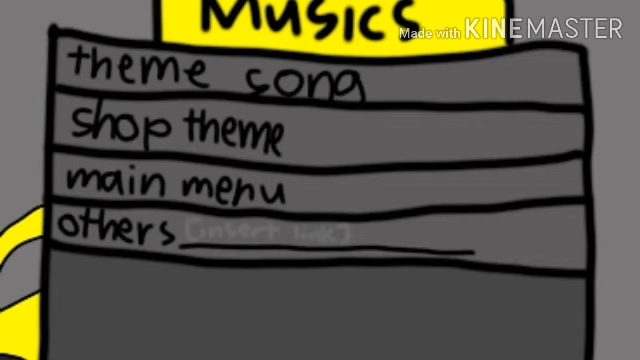 Musics
Made with KINEMASTER
theme song
shop theme
main menu
others [insert link]